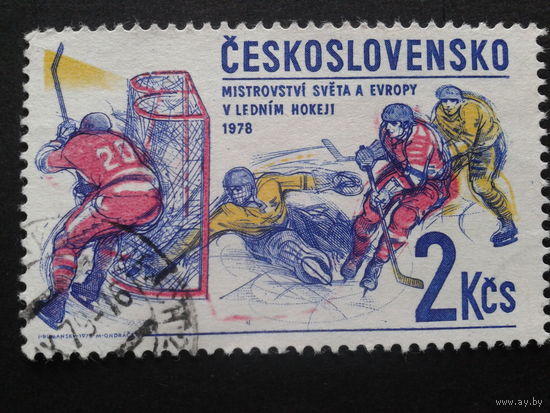 ČESKOSLOVENSKO
MISTROVSTVÍ SVĚTA A EVROPY
V LEDNÍM HOKEJI
1978
20
2 Kčs
www.ay.by